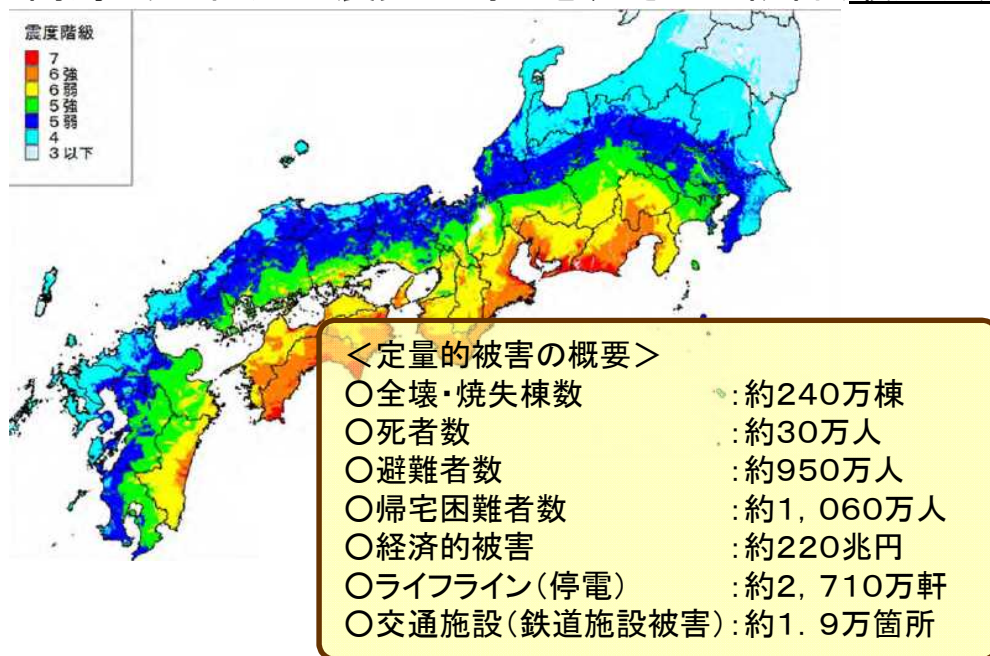 震度階級
7
6強
6弱
5強
5弱
4
3以下
＜定量的被害の概要＞
○全壊・焼失棟数　：約240万棟
○死者数　：約30万人
○避難者数　：約950万人
○帰宅困難者数　：約1，060万人
○経済的被害　：約220兆円
○ライフライン（停電）　：約2，710万軒
○交通施設（鉄道施設被害）：約1．9万箇所